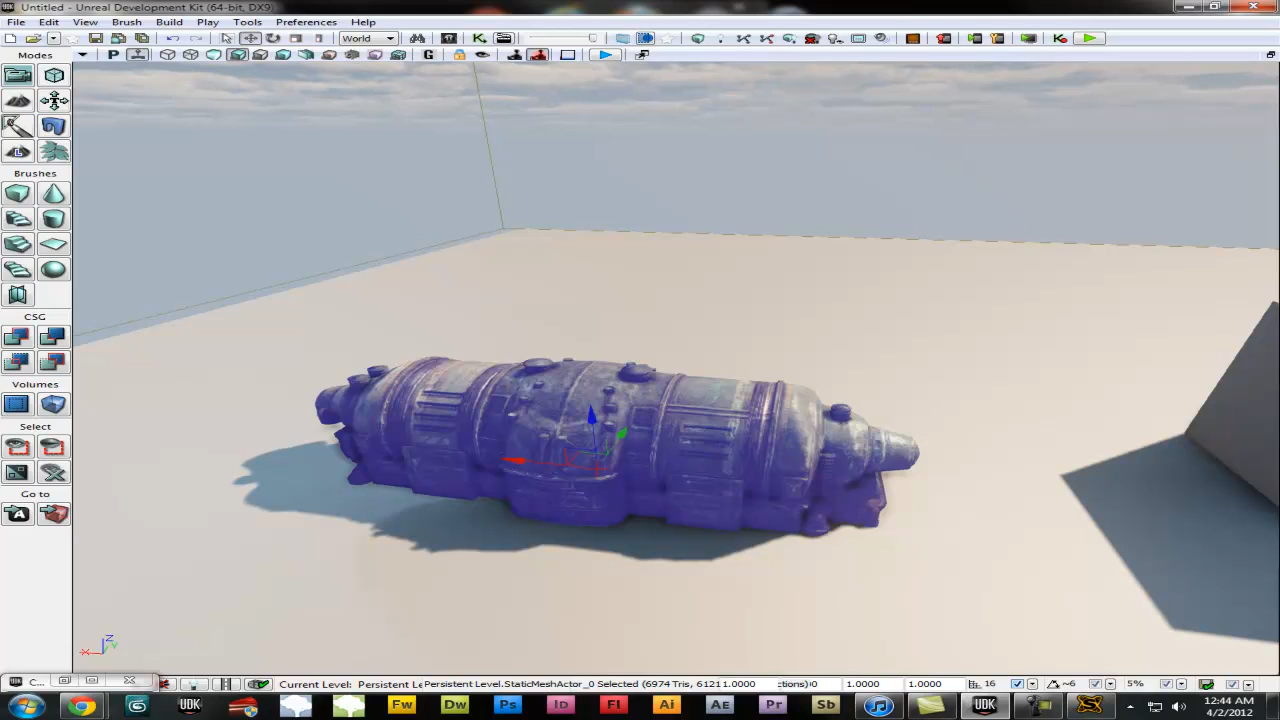 Untitled - Unreal Development Kit (64-bit, DX9)
File Edit View Brush Build Play Tools Preferences Help
World
Modes
P
G
Brushes
CSG
Volumes
Select
Go to
A
Z
X
Y
C...
Current Level: Persistent Le
Persistent Level.StaticMeshActor_0 Selected (6974 Tris, 6121
1.0000
1.0000
1.0000
16
~6
5%
UDK
Fw
Dw
Ps
Id
Fl
Ai
Ae
Pr
Sb
UDK
12:44 AM
4/2/2012